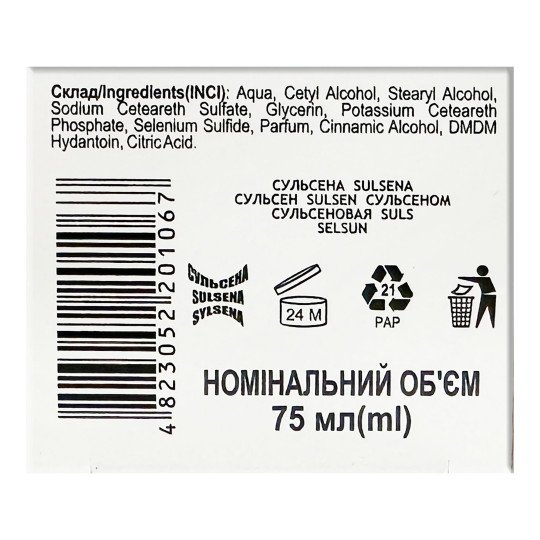 Склад/Ingredients(INCI): Aqua, Cetyl Alcohol, Stearyl Alcohol,
Sodium Ceteareth Sulfate, Glycerin, Potassium Ceteareth
Phosphate, Selenium Sulfide, Parfum, Cinnamic Alcohol, DMDM
Hydantoin, Citric Acid.
СУЛЬСЕНА SULSENA
СУЛЬСЕН SULSEN СУЛЬСЕНОМ
СУЛЬСЕНОВАЯ SULS
SELSUN
4 823052 201067
СУЛЬСЕНА
SULSENA
SYLSENA
24 M
21
PAP
НОМІНАЛЬНИЙ ОБ'ЄМ
75 мл(ml)